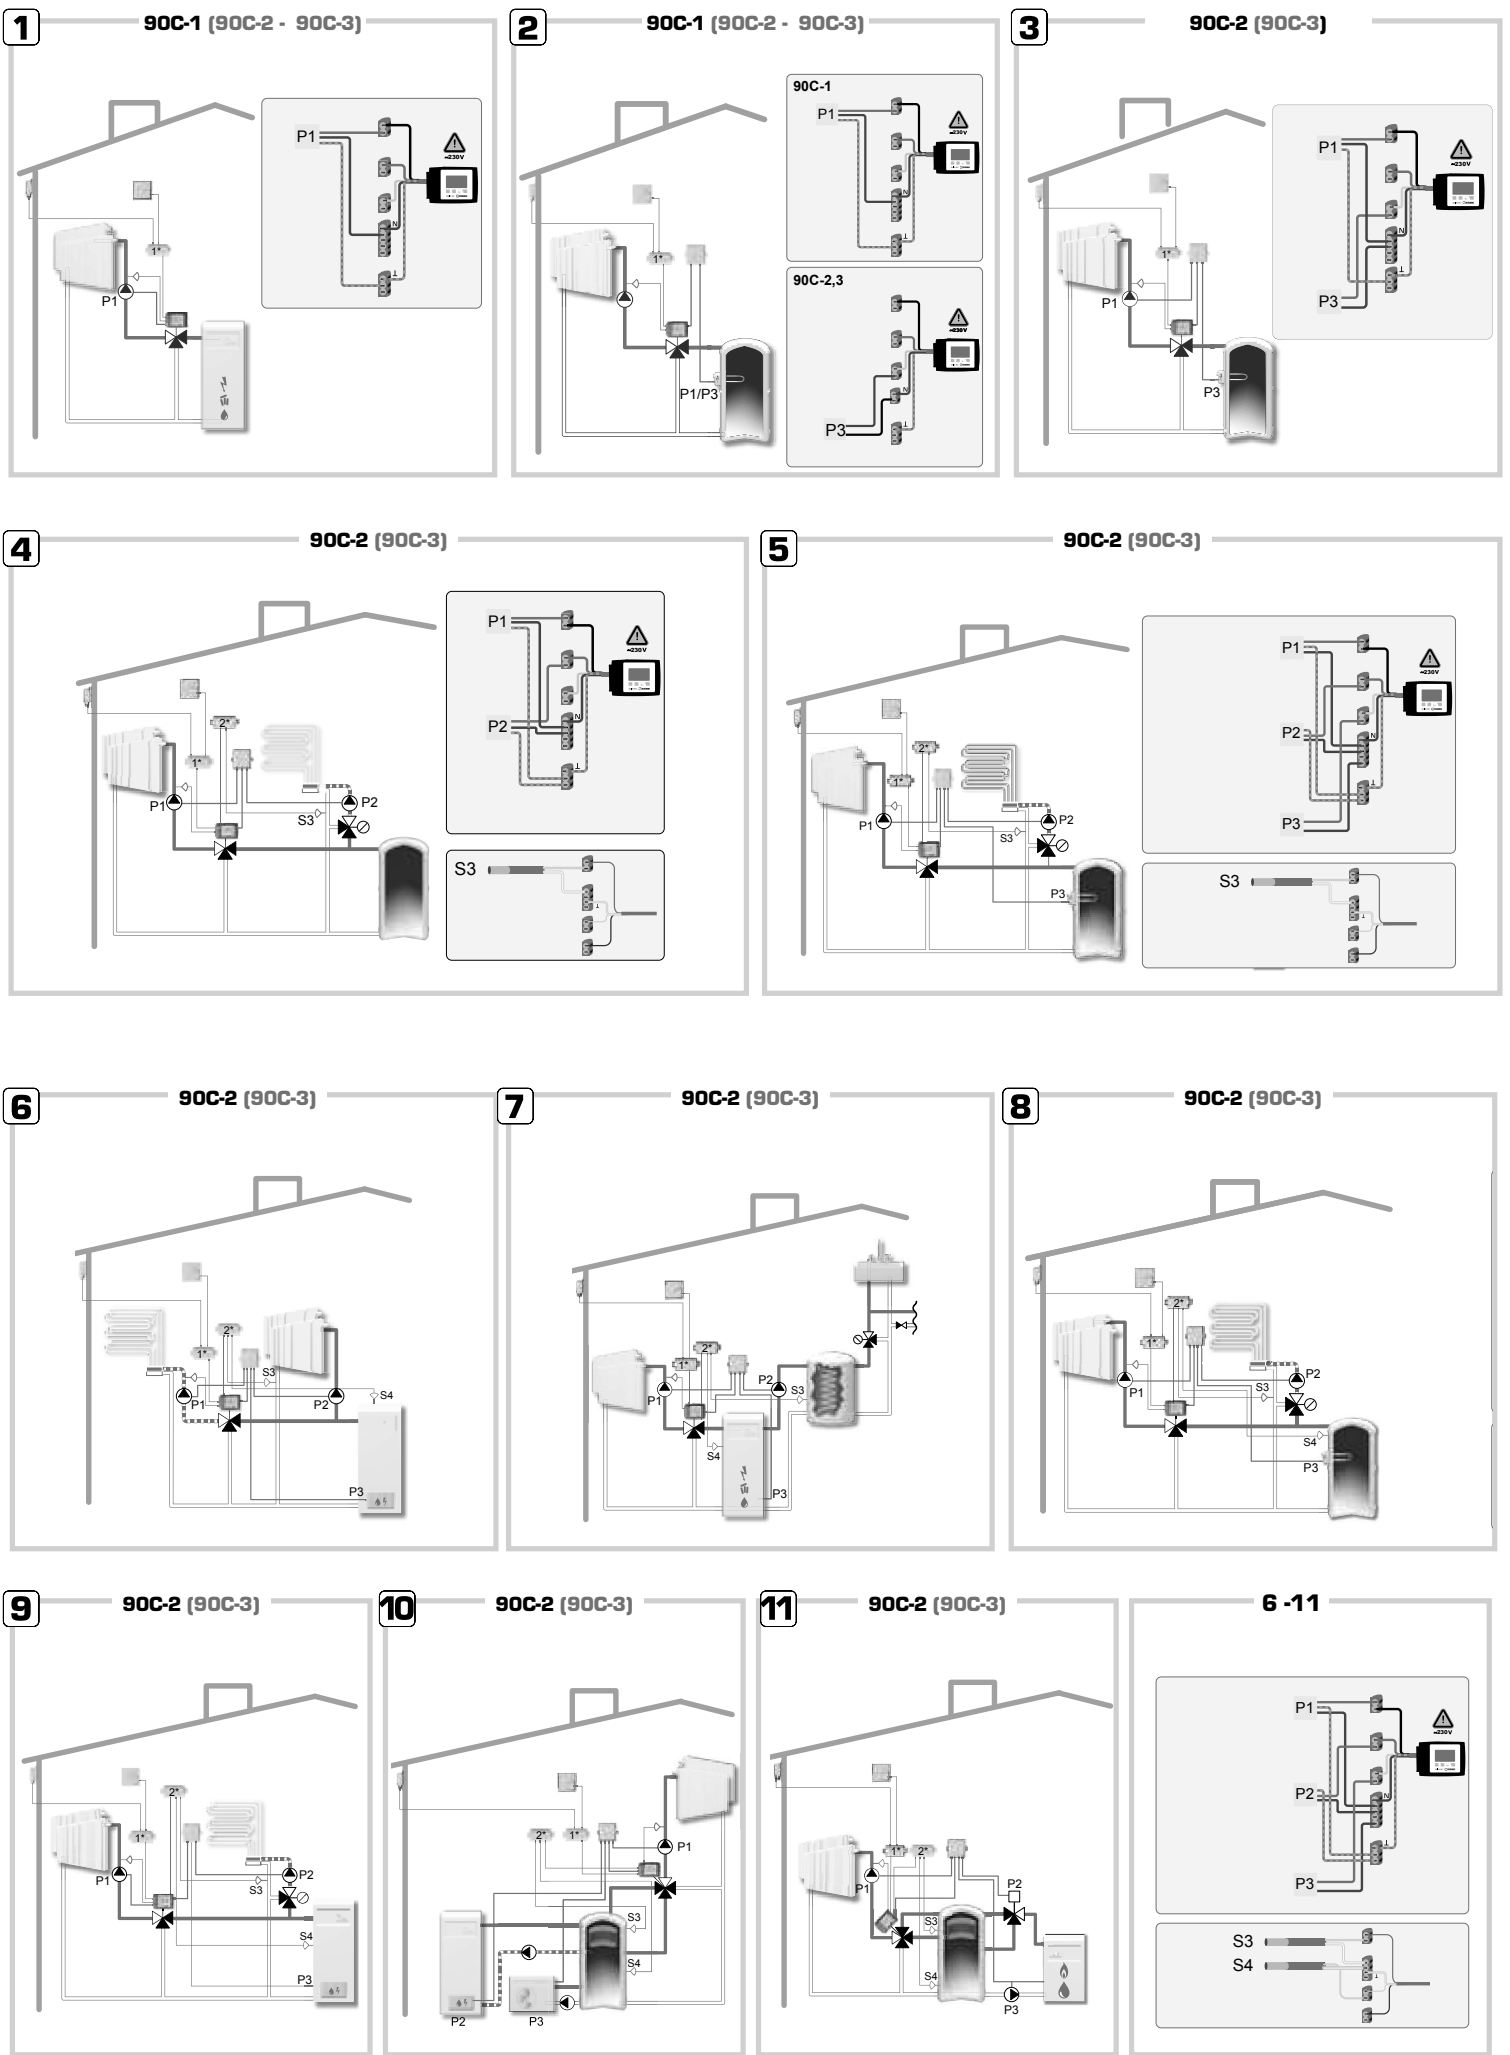 1
90C-1 (90C-2 - 90C-3)
P1
N
⊥
~230V
1*
P1
2
90C-1 (90C-2 - 90C-3)
90C-1
P1
N
⊥
~230V
90C-2,3
P3
N
⊥
~230V
1*
P1/P3
3
90C-2 (90C-3)
P1
N
⊥
P3
~230V
1*
P1
P3
4
90C-2 (90C-3)
P1
P2
N
⊥
~230V
S3
⊥
2*
1*
P1
P2
S3
5
90C-2 (90C-3)
P1
P2
P3
N
⊥
~230V
S3
⊥
2*
1*
P1
P2
S3
P3
6
90C-2 (90C-3)
2*
1*
S3
P1
P2
S4
P3
7
90C-2 (90C-3)
2*
1*
P1
P2
S3
S4
P3
8
90C-2 (90C-3)
2*
1*
P1
P2
S3
S4
P3
9
90C-2 (90C-3)
2*
1*
P1
P2
S3
S4
P3
10
90C-2 (90C-3)
2* 1*
P1
S3
S4
P2
P3
11
90C-2 (90C-3)
1* 2*
P1
P2
S3
S4
P3
6 -11
P1
P2
P3
N
⊥
~230V
S3
S4
⊥